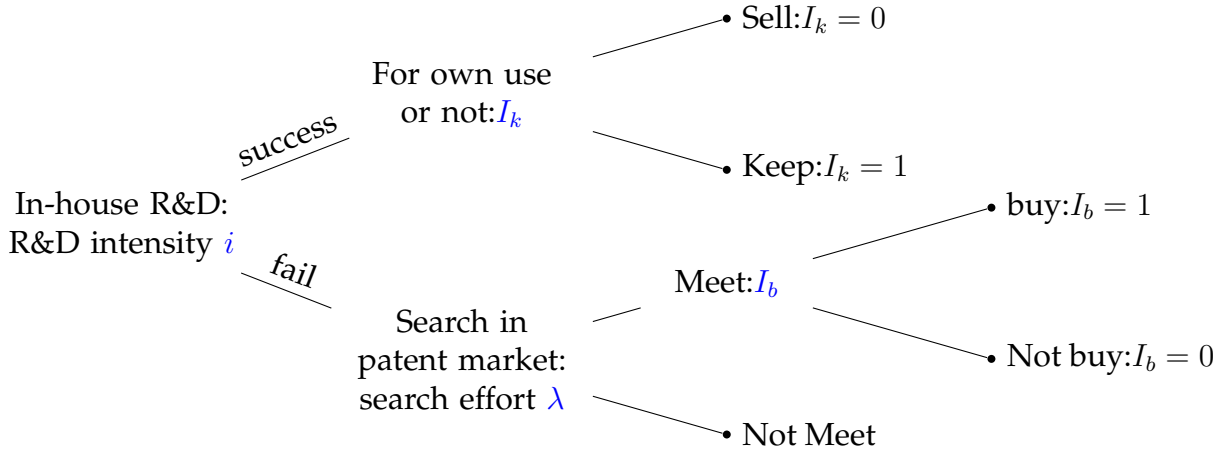 Sell:I_k = 0
For own use
or not:I_k
success
Keep:I_k = 1
In-house R&D:
R&D intensity i
buy:I_b = 1
fail
Meet:I_b
Search in
patent market:
search effort λ
Not buy:I_b = 0
Not Meet